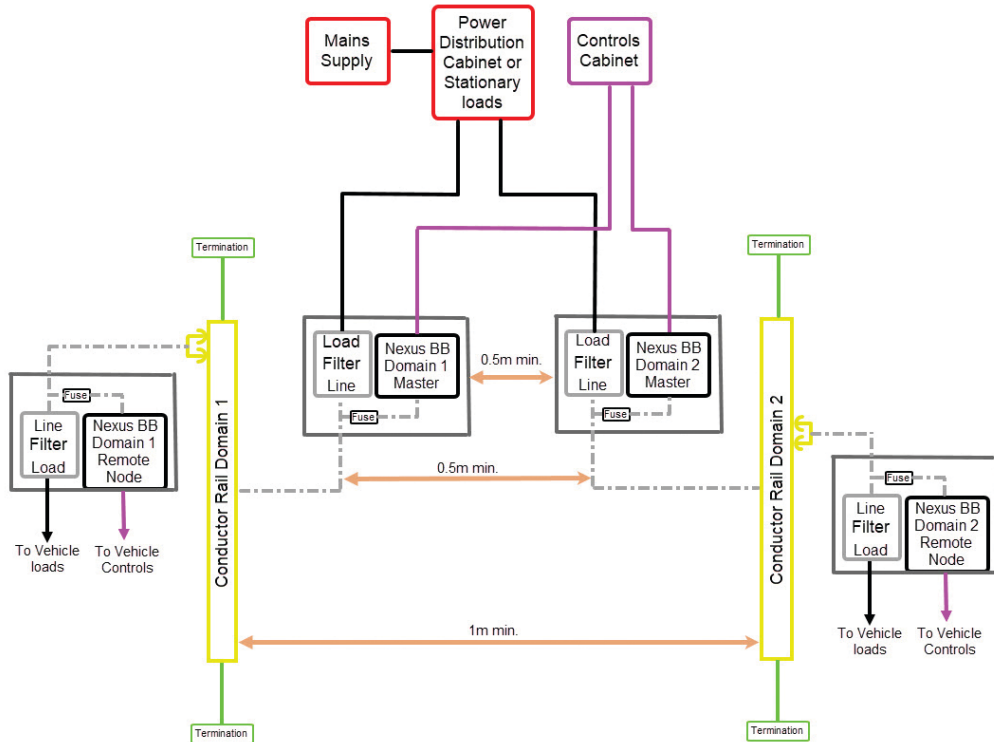 Mains
Supply
Power
Distribution
Cabinet or
Stationary
loads
Controls
Cabinet
Termination
Termination
Load
Filter
Line
Nexus BB
Domain 1
Master
Fuse
0.5m min.
Load
Filter
Line
Nexus BB
Domain 2
Master
Fuse
Fuse
Line
Filter
Load
Nexus BB
Domain 1
Remote
Node
To Vehicle
loads
To Vehicle
Controls
Conductor Rail Domain 1
0.5m min.
Conductor Rail Domain 2
Fuse
Line
Filter
Load
Nexus BB
Domain 2
Remote
Node
To Vehicle
loads
To Vehicle
Controls
1m min.
Termination
Termination